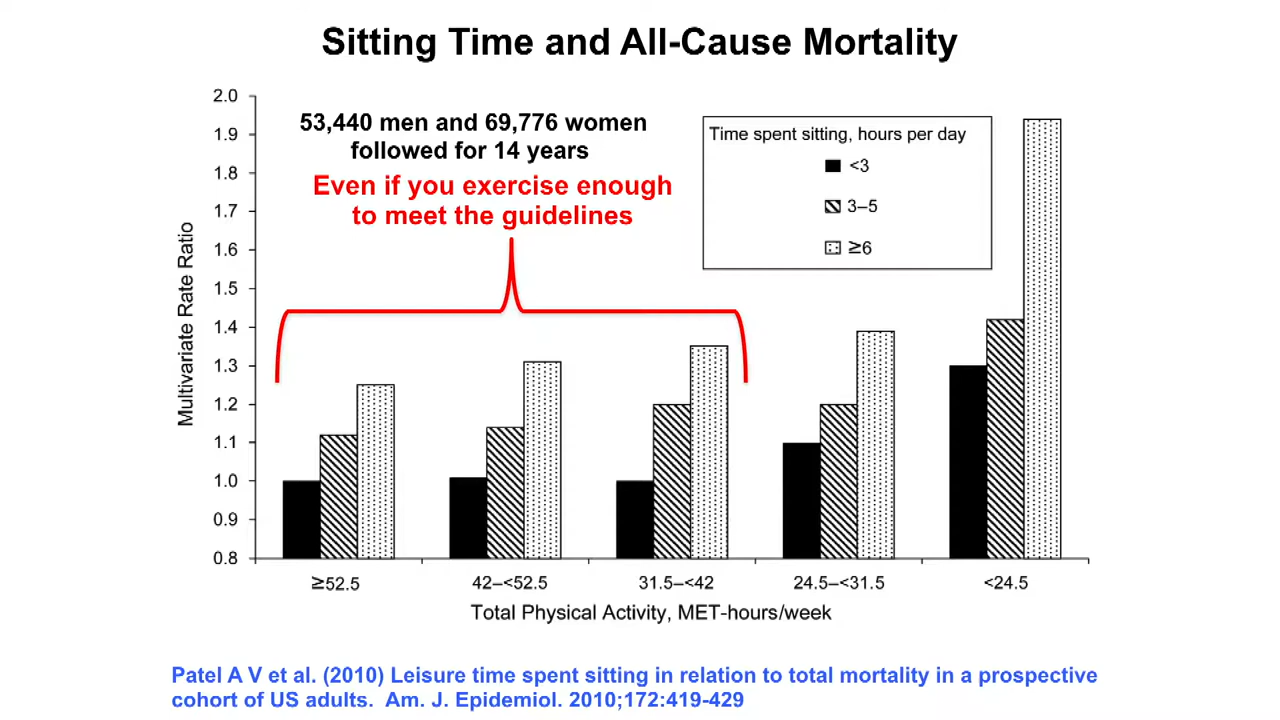 Sitting Time and All-Cause Mortality
53,440 men and 69,776 women
followed for 14 years
Even if you exercise enough
to meet the guidelines
Time spent sitting, hours per day
<3
3–5
≥6
Multivariate Rate Ratio
2.0
1.9
1.8
1.7
1.6
1.5
1.4
1.3
1.2
1.1
1.0
0.9
0.8
≥52.5
42–<52.5
31.5–<42
24.5–<31.5
<24.5
Total Physical Activity, MET-hours/week
Patel A V et al. (2010) Leisure time spent sitting in relation to total mortality in a prospective
cohort of US adults. Am. J. Epidemiol. 2010;172:419-429